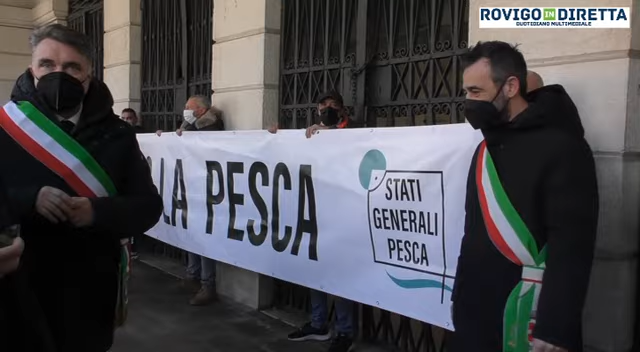 ROVIGO IN DIRETTA
QUOTIDIANO MULTIMEDIALE
LA PESCA
STATI
GENERALI
PESCA